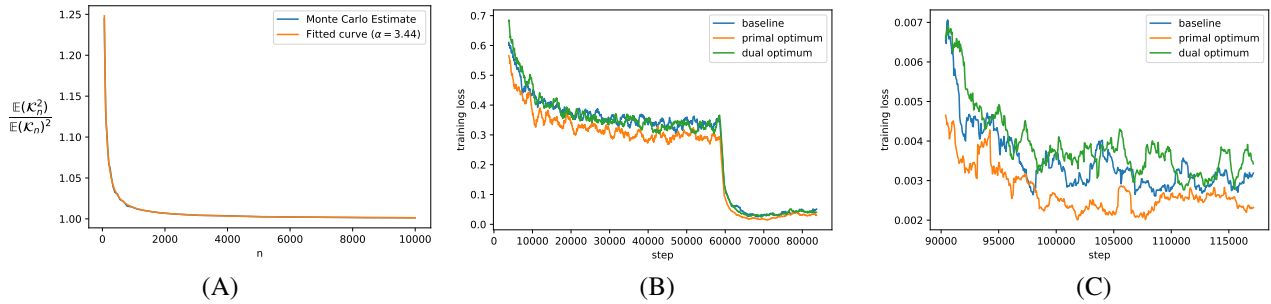 1.25
1.20
1.15
1.10
1.05
1.00
𝔼(𝒦ₙ²)
𝔼(𝒦ₙ)²
Monte Carlo Estimate
Fitted curve (α = 3.44)
0 2000 4000 6000 8000 10000
n
(A)
0.7
0.6
0.5
0.4
0.3
0.2
0.1
0.0
training loss
baseline
primal optimum
dual optimum
10000 20000 30000 40000 50000 60000 70000 80000
step
(B)
0.007
0.006
0.005
0.004
0.003
0.002
training loss
baseline
primal optimum
dual optimum
90000 95000 100000 105000 110000 115000
step
(C)